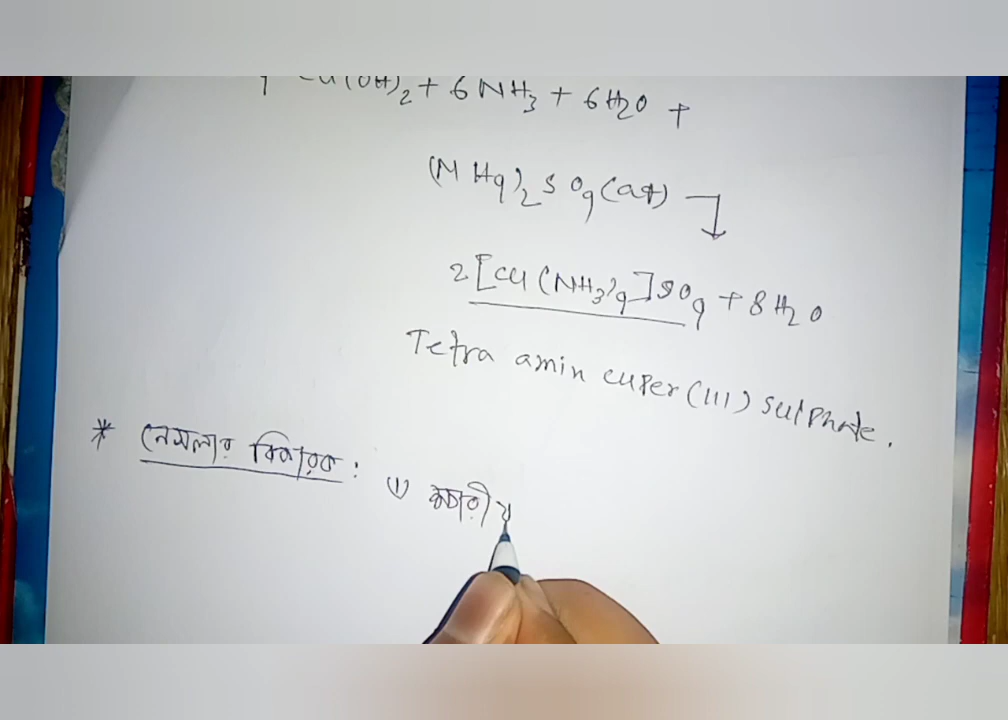 Cu(OH)2 + 6NH3 + 6H2O +
(NH4)2SO4(aq)
2[Cu(NH3)4]SO4 + 8H2O
Tetra amin cuper (III) sulphate.
* নেসলার বিকারক : (i) ক্ষারীয়